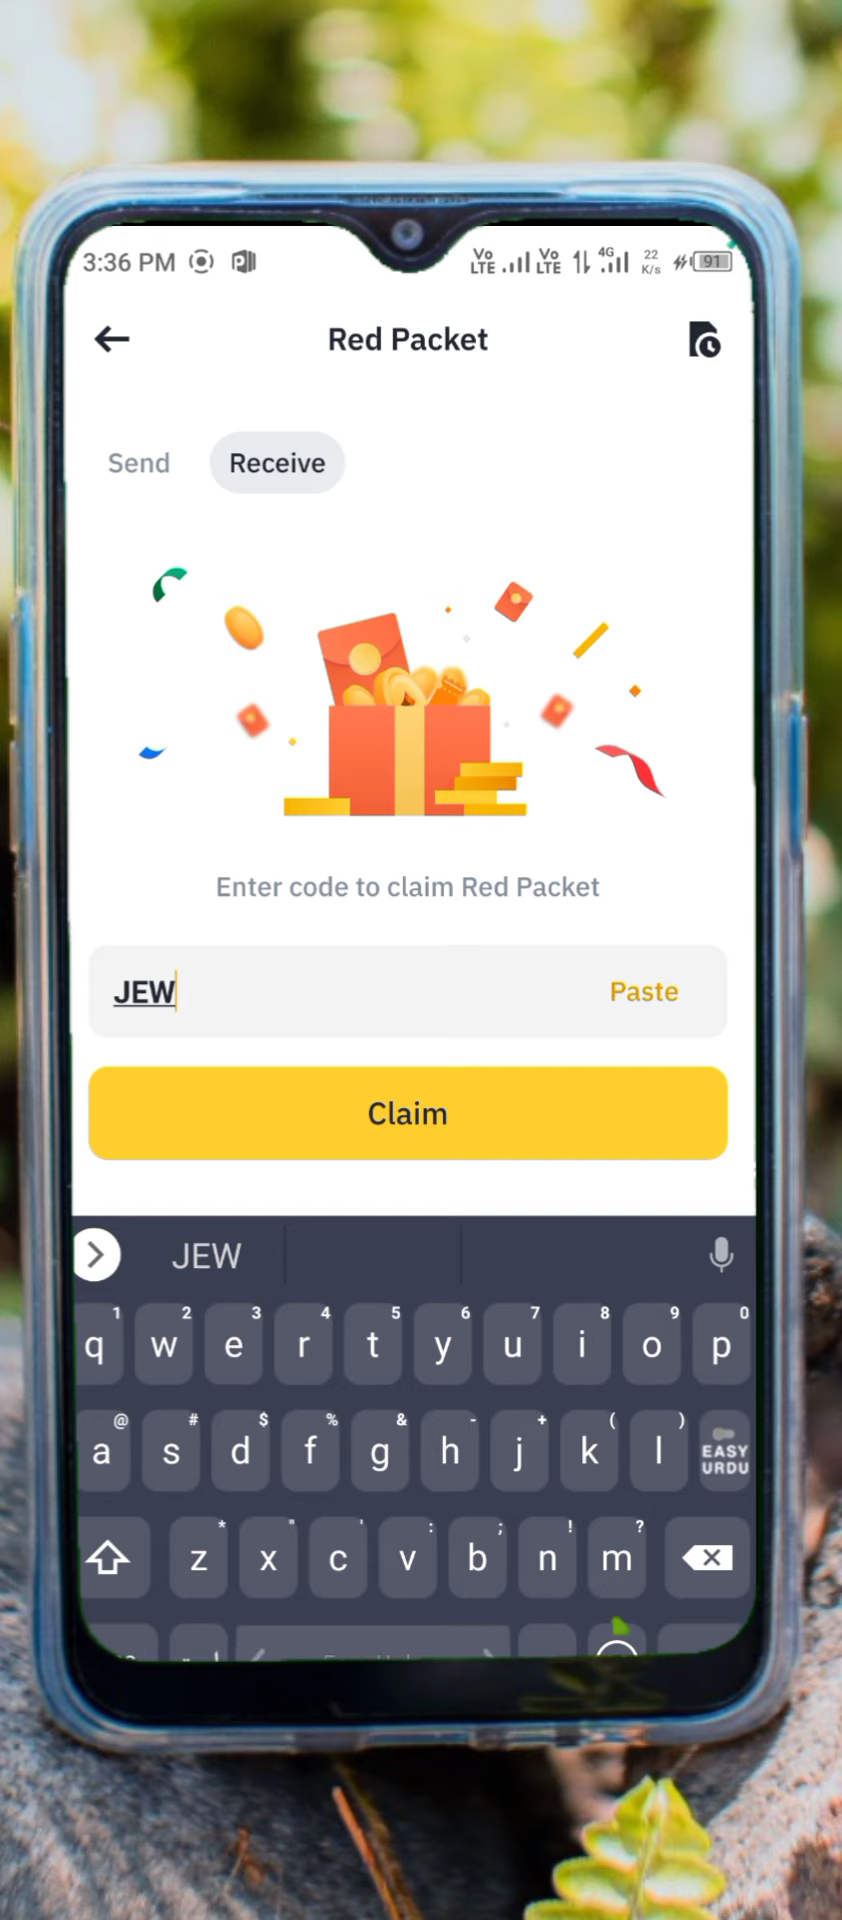 3:36 PM Vo LTE Vo LTE 4G 22 K/s 91
Red Packet
Send Receive
Enter code to claim Red Packet
JEW Paste
Claim
JEW
1 2 3 4 5 6 7 8 9 0
q w e r t y u i o p
@ # $ % & - + ( )
a s d f g h j k l EASY URDU
* " ' : ; ! ?
z x c v b n m